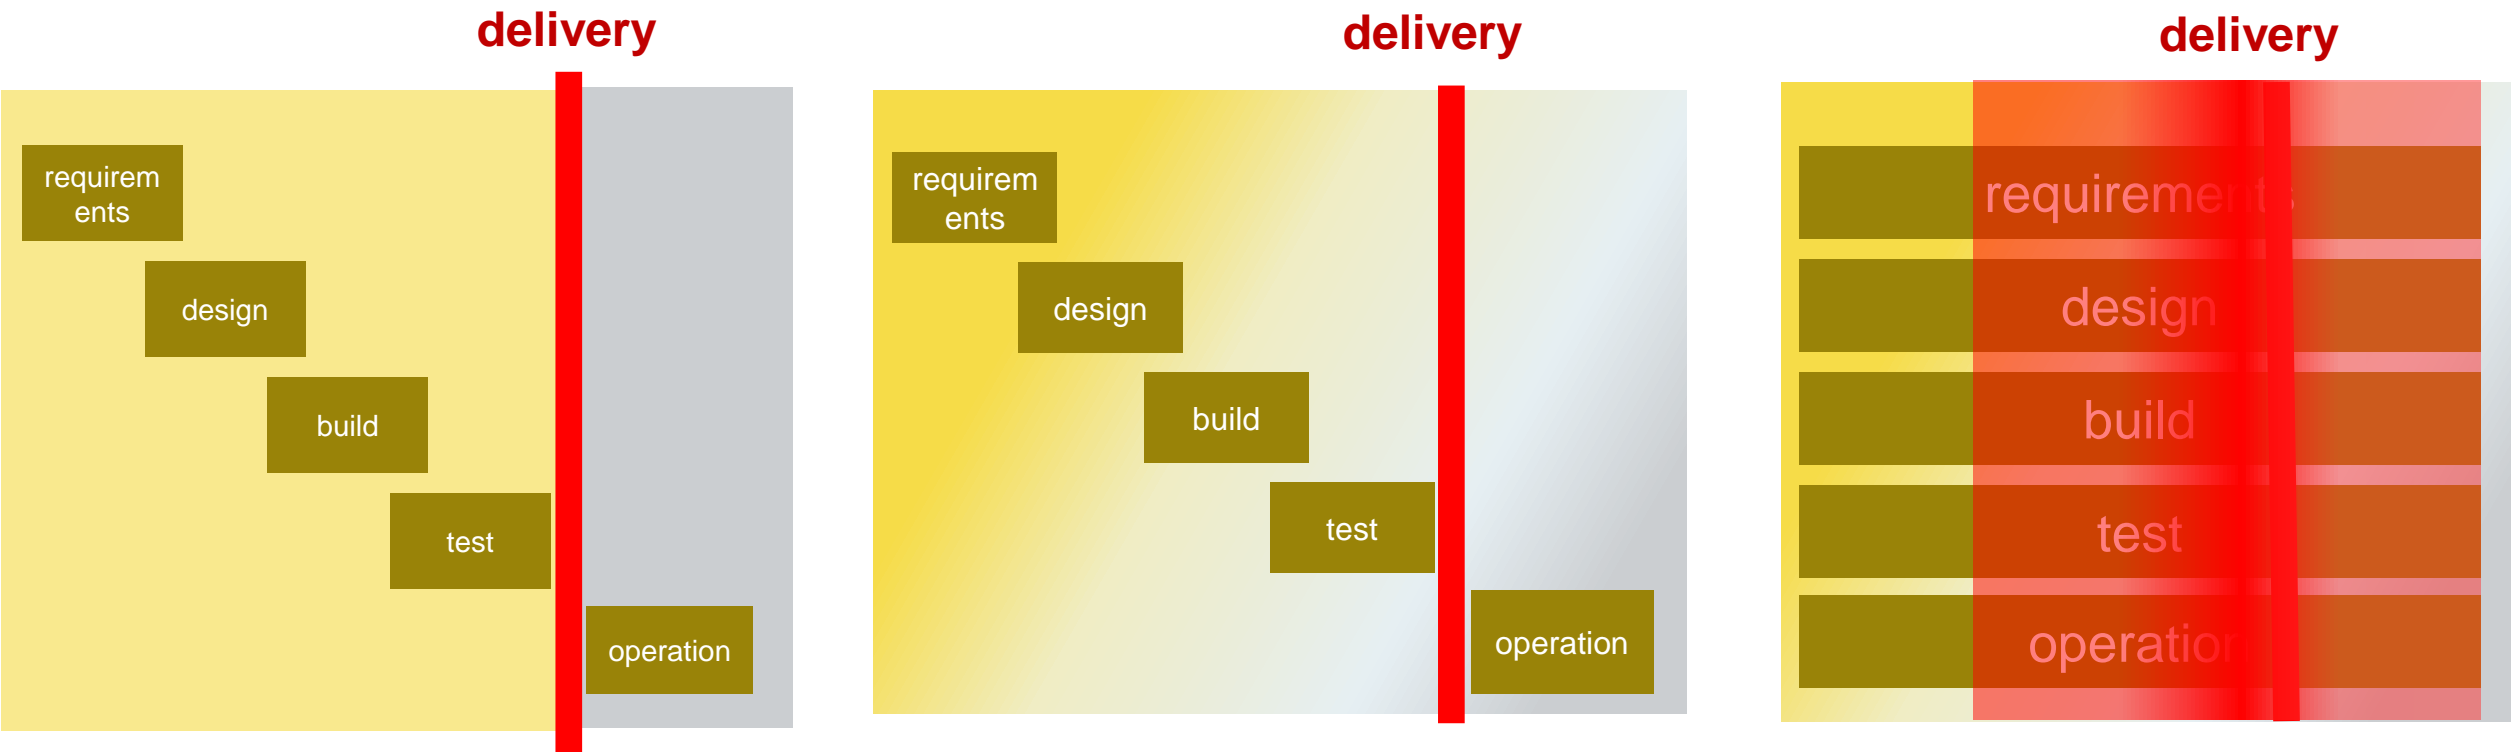 delivery
requirem
ents
design
build
test
operation
delivery
requirem
ents
design
build
test
operation
delivery
requirements
design
build
test
operation